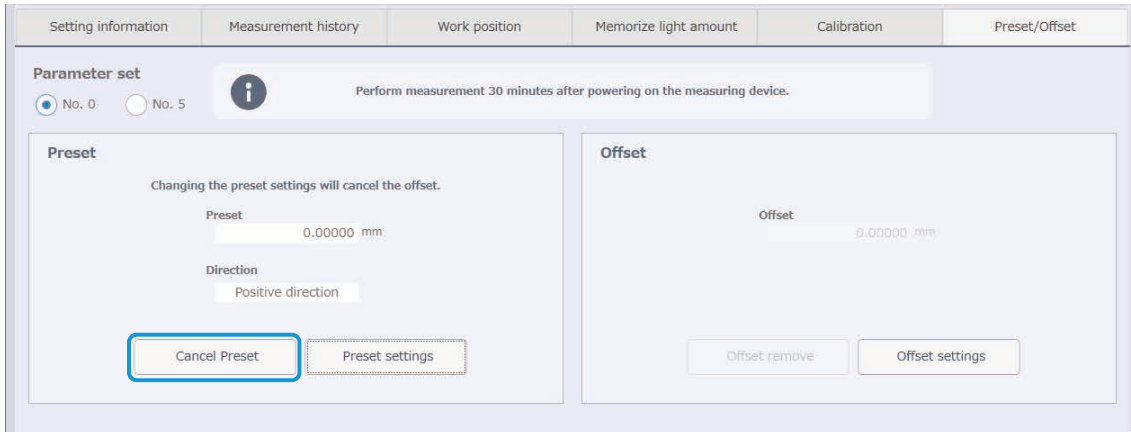 Setting information
Measurement history
Work position
Memorize light amount
Calibration
Preset/Offset
Parameter set
No. 0
No. 5
Perform measurement 30 minutes after powering on the measuring device.
Preset
Changing the preset settings will cancel the offset.
Preset
0.00000 mm
Direction
Positive direction
Cancel Preset
Preset settings
Offset
Offset
0.00000 mm
Offset remove
Offset settings